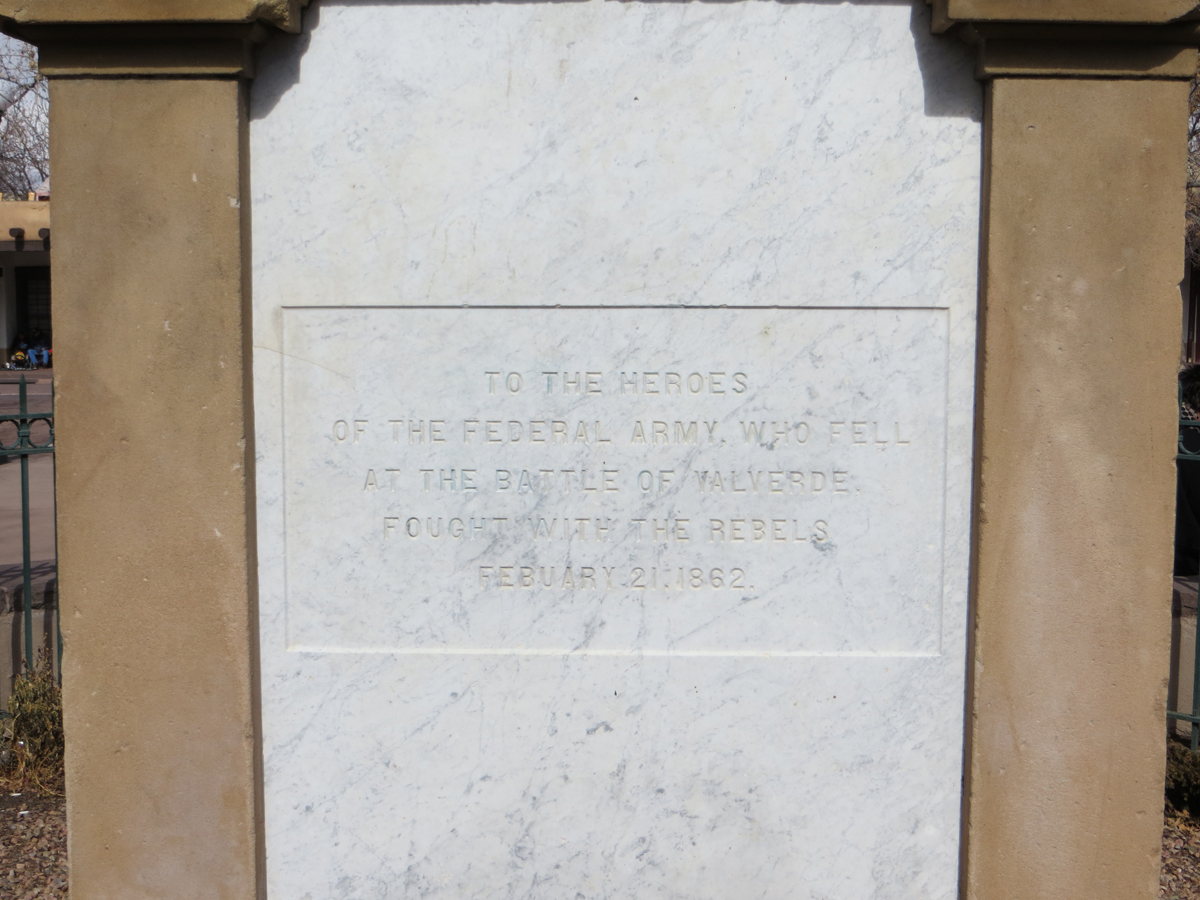 TO THE HEROES
OF THE FEDERAL ARMY, WHO FELL
AT THE BATTLE OF VALVERDE.
FOUGHT WITH THE REBELS
FEBUARY.21.1862.